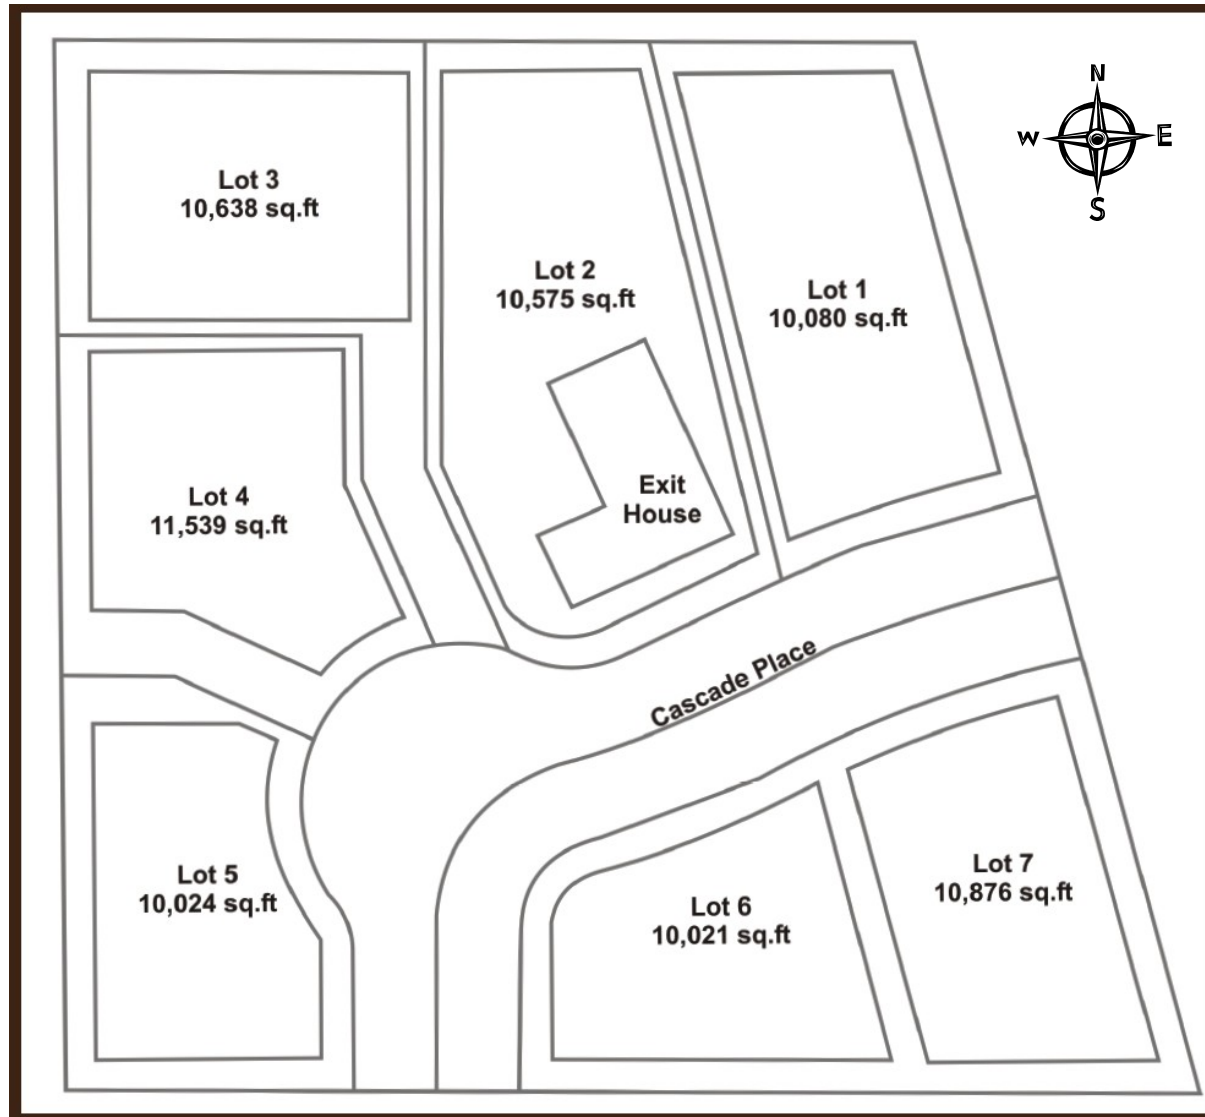 N
W E
S
Lot 3
10,638 sq.ft
Lot 2
10,575 sq.ft
Lot 1
10,080 sq.ft
Exit
House
Lot 4
11,539 sq.ft
Cascade Place
Lot 5
10,024 sq.ft
Lot 6
10,021 sq.ft
Lot 7
10,876 sq.ft